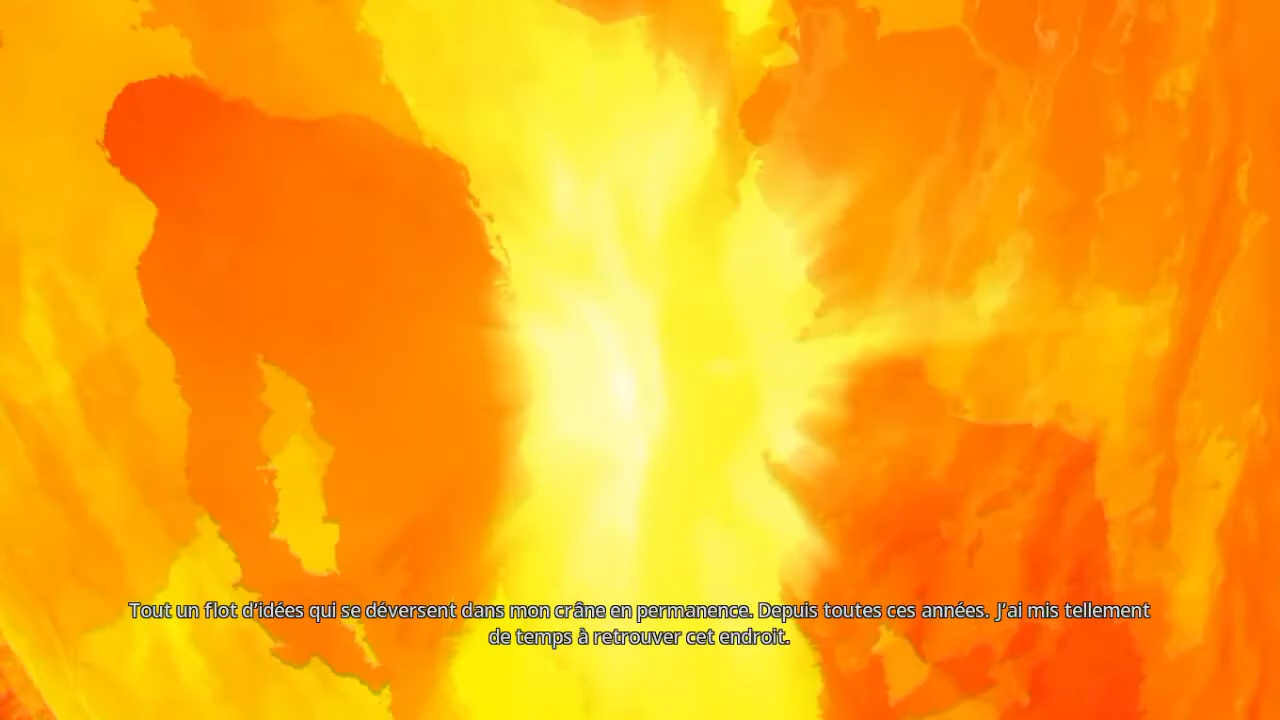 Tout un flot d’idées qui se déversent dans mon crâne en permanence. Depuis toutes ces années. J’ai mis tellement
de temps à retrouver cet endroit.